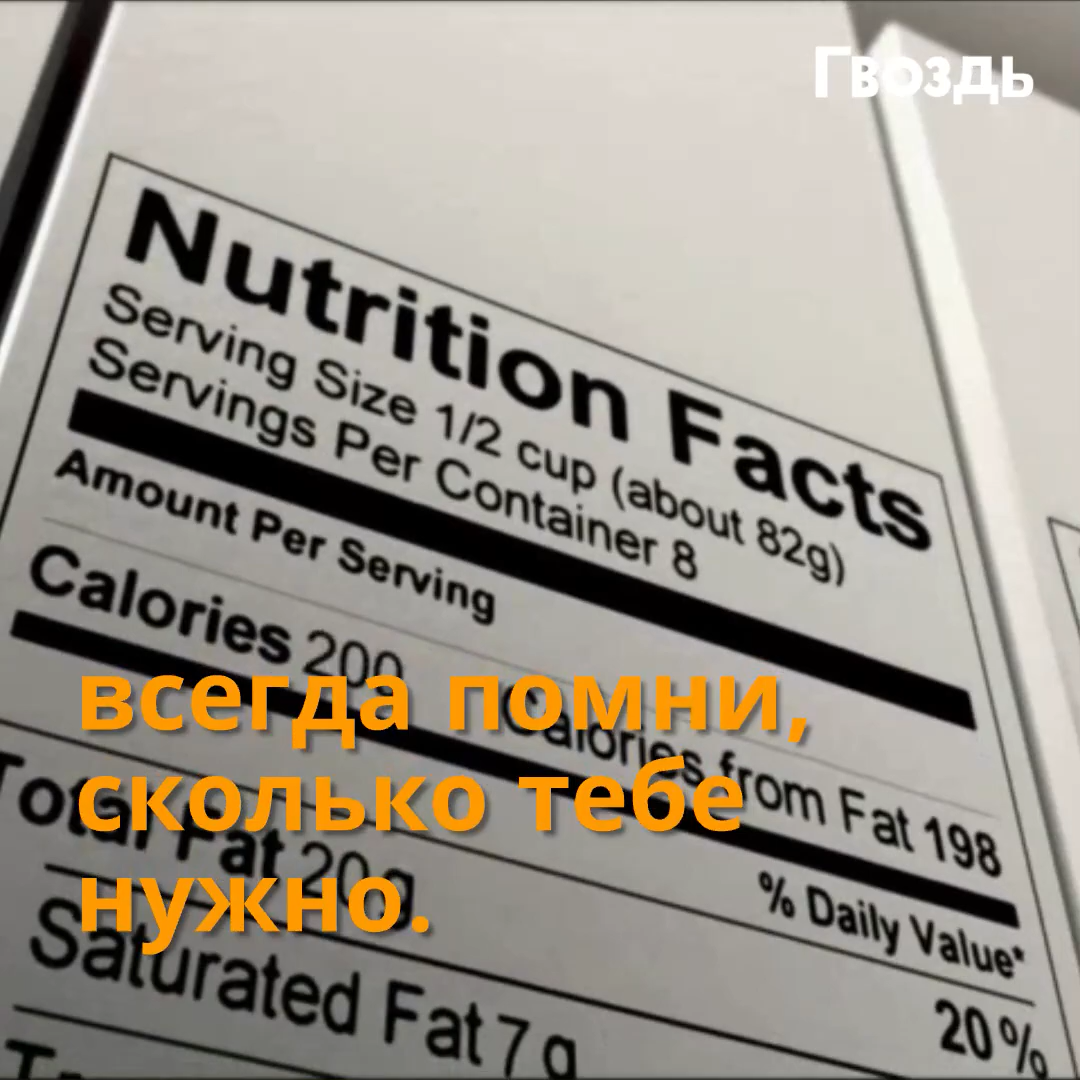 Гвоздь
Nutrition Facts
Serving Size 1/2 cup (about 82g)
Servings Per Container 8
Amount Per Serving
Calories 200
Calories from Fat 198
% Daily Value*
Total Fat 20g
20%
Saturated Fat 7g
всегда помни,
сколько тебе
нужно.